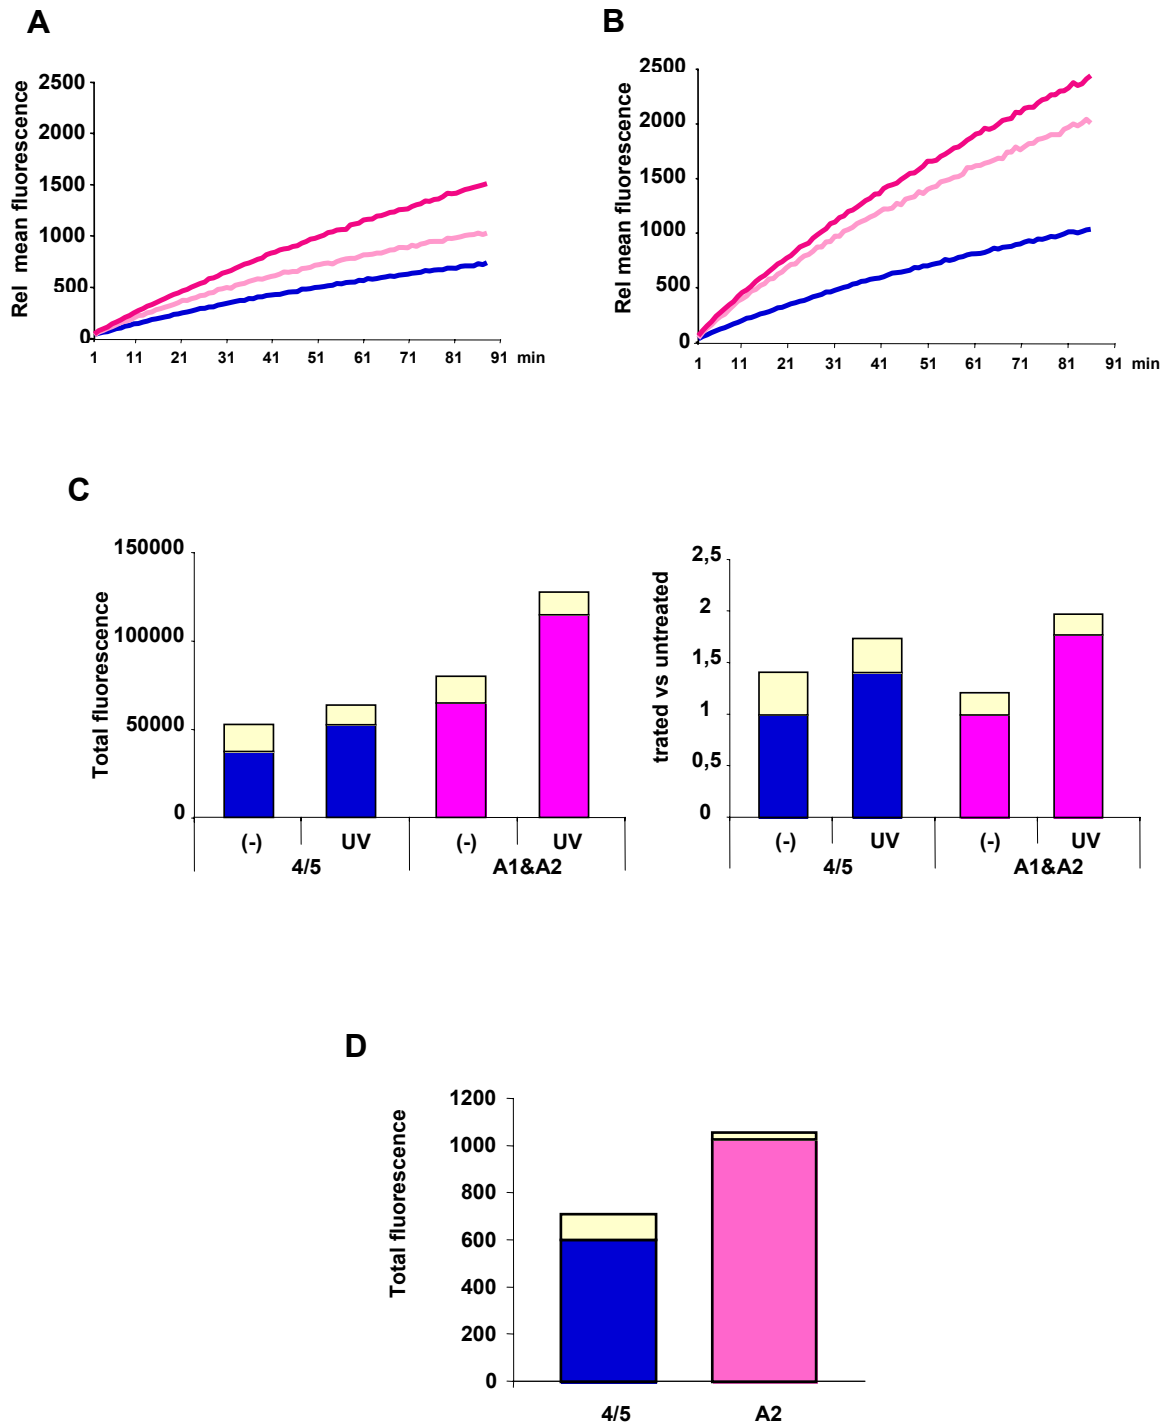 A
B
Rel mean fluorescence
2500
2000
1500
1000
500
0
1 11 21 31 41 51 61 71 81 91 min
Rel mean fluorescence
2500
2000
1500
1000
500
0
1 11 21 31 41 51 61 71 81 91 min
C
Total fluorescence
150000
100000
50000
0
(-) UV (-) UV
4/5 A1&A2
trated vs untreated
2,5
2
1,5
1
0,5
0
(-) UV (-) UV
4/5 A1&A2
D
Total fluorescence
1200
1000
800
600
400
200
0
4/5 A2